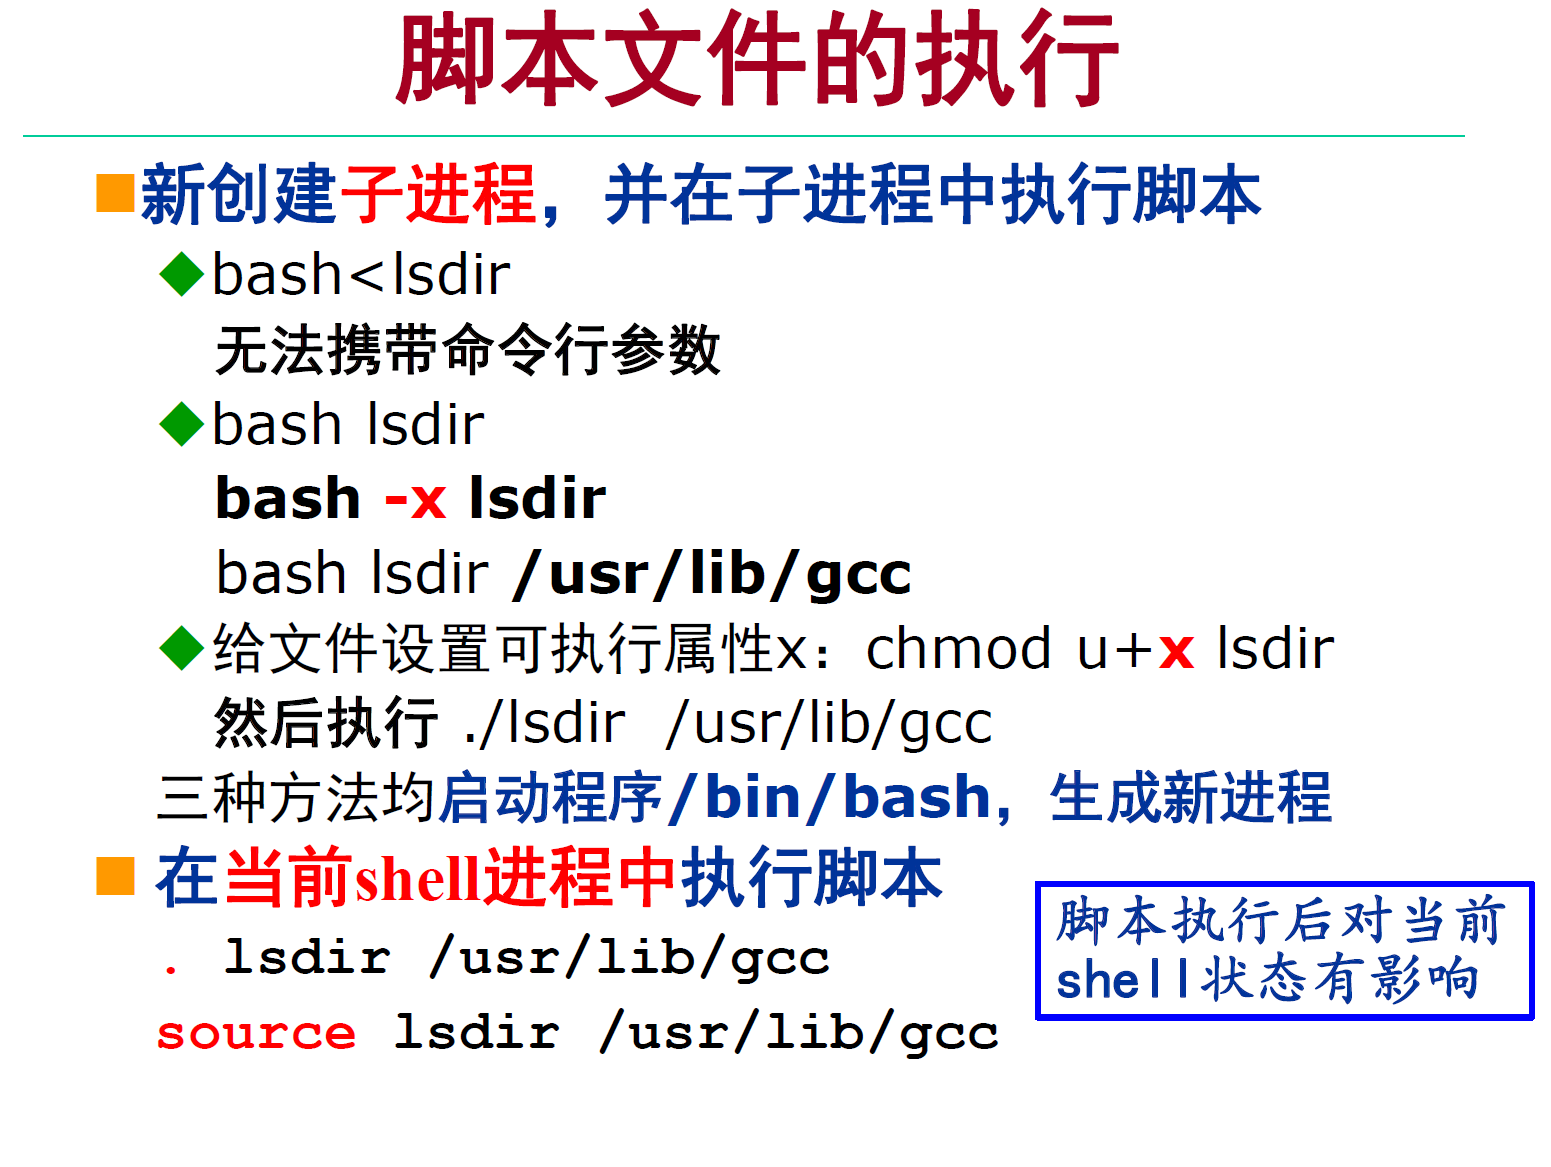 脚本文件的执行
新创建子进程，并在子进程中执行脚本
bash<lsdir
无法携带命令行参数
bash lsdir
bash -x lsdir
bash lsdir /usr/lib/gcc
给文件设置可执行属性x：chmod u+x lsdir
然后执行 ./lsdir /usr/lib/gcc
三种方法均启动程序/bin/bash，生成新进程
在当前shell进程中执行脚本
. lsdir /usr/lib/gcc
source lsdir /usr/lib/gcc
脚本执行后对当前
shell状态有影响